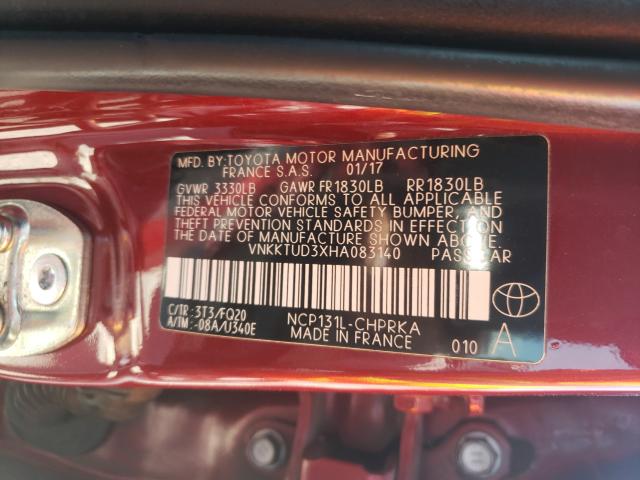 MFD. BY: TOYOTA MOTOR MANUFACTURING
FRANCE S.A.S. 01/17
GVWR 3330LB GAWR FR1830LB RR1830LB
THIS VEHICLE CONFORMS TO ALL APPLICABLE
FEDERAL MOTOR VEHICLE SAFETY BUMPER, AND
THEFT PREVENTION STANDARDS IN EFFECT ON
THE DATE OF MANUFACTURE SHOWN ABOVE.
VNKKTUD3XHA083140 PASS CAR
C/TR: 3T3/FQ20 NCP131L-CHPRKA
A/TM: -08A/U340E MADE IN FRANCE 010 A